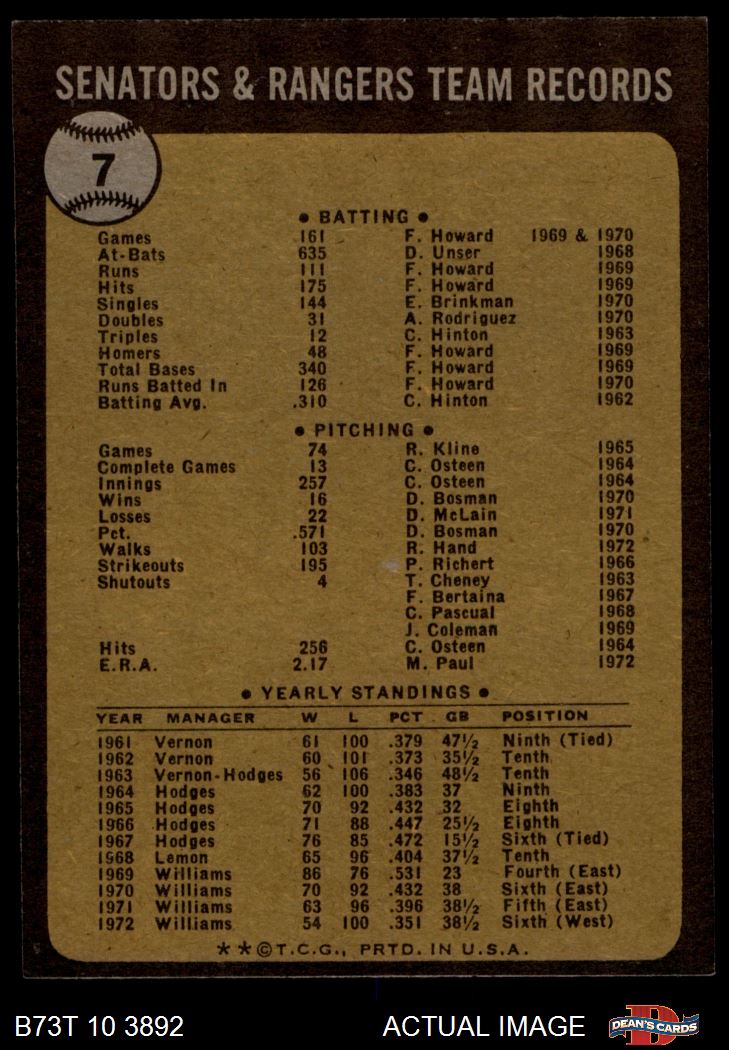 SENATORS & RANGERS TEAM RECORDS
7
• BATTING •
Games 161 F. Howard 1969 & 1970
At-Bats 635 D. Unser 1968
Runs 111 F. Howard 1969
Hits 175 F. Howard 1969
Singles 144 E. Brinkman 1970
Doubles 31 A. Rodriguez 1970
Triples 12 C. Hinton 1963
Homers 48 F. Howard 1969
Total Bases 340 F. Howard 1969
Runs Batted In 126 F. Howard 1970
Batting Avg. .310 C. Hinton 1962
• PITCHING •
Games 74 R. Kline 1965
Complete Games 13 C. Osteen 1964
Innings 257 C. Osteen 1964
Wins 16 D. Bosman 1970
Losses 22 D. McLain 1971
Pct. .571 D. Bosman 1970
Walks 103 R. Hand 1972
Strikeouts 195 P. Richert 1966
Shutouts 4 T. Cheney 1963
F. Bertaina 1967
C. Pascual 1968
J. Coleman 1969
Hits 256 C. Osteen 1964
E.R.A. 2.17 M. Paul 1972
• YEARLY STANDINGS •
YEAR MANAGER W L PCT. GB POSITION
1961 Vernon 61 100 .379 47½ Ninth (Tied)
1962 Vernon 60 101 .373 35½ Tenth
1963 Vernon-Hodges 56 106 .346 48½ Tenth
1964 Hodges 62 100 .383 37 Ninth
1965 Hodges 70 92 .432 32 Eighth
1966 Hodges 71 88 .447 25½ Eighth
1967 Hodges 76 85 .472 15½ Sixth (Tied)
1968 Lemon 65 96 .404 37½ Tenth
1969 Williams 86 76 .531 23 Fourth (East)
1970 Williams 70 92 .432 38 Sixth (East)
1971 Williams 63 96 .396 38½ Fifth (East)
1972 Williams 54 100 .351 38½ Sixth (West)
**©T.C.G., PRTD. IN U.S.A.
B73T 10 3892 ACTUAL IMAGE D DEAN'S CARDS